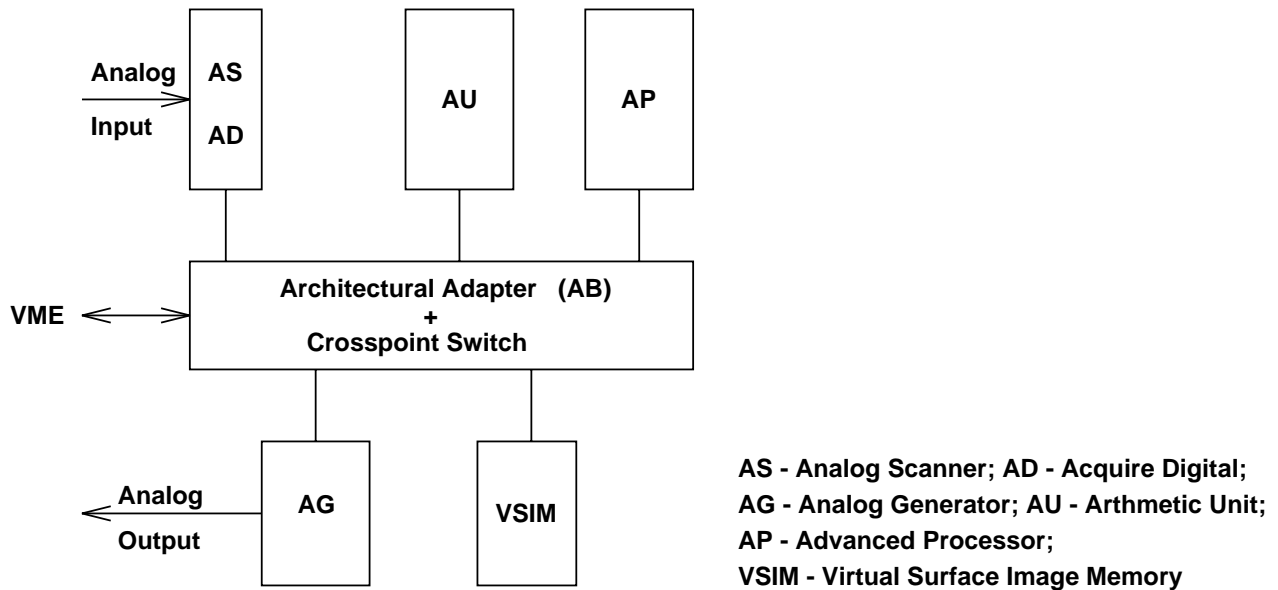 Analog
Input
AS
AD
AU
AP
VME
Architectural Adapter (AB)
+
Crosspoint Switch
Analog
Output
AG
VSIM
AS - Analog Scanner; AD - Acquire Digital;
AG - Analog Generator; AU - Arthmetic Unit;
AP - Advanced Processor;
VSIM - Virtual Surface Image Memory